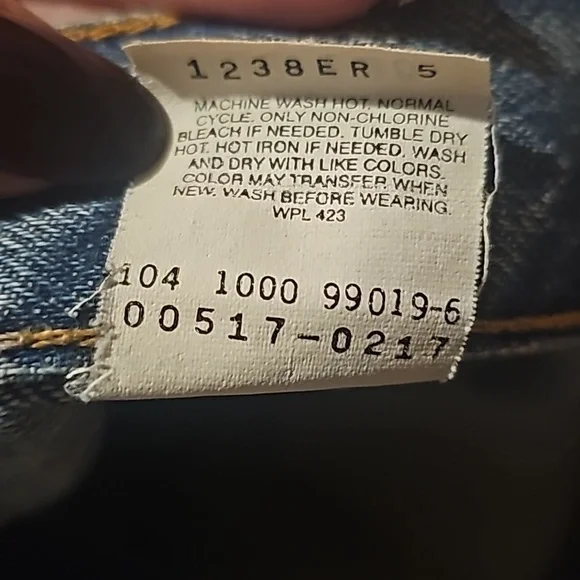 1238ER 5
MACHINE WASH HOT, NORMAL
CYCLE. ONLY NON-CHLORINE
BLEACH IF NEEDED. TUMBLE DRY
HOT. HOT IRON IF NEEDED. WASH
AND DRY WITH LIKE COLORS.
COLOR MAY TRANSFER WHEN
NEW. WASH BEFORE WEARING.
WPL 423
104 1000 99019-6
00517-0217